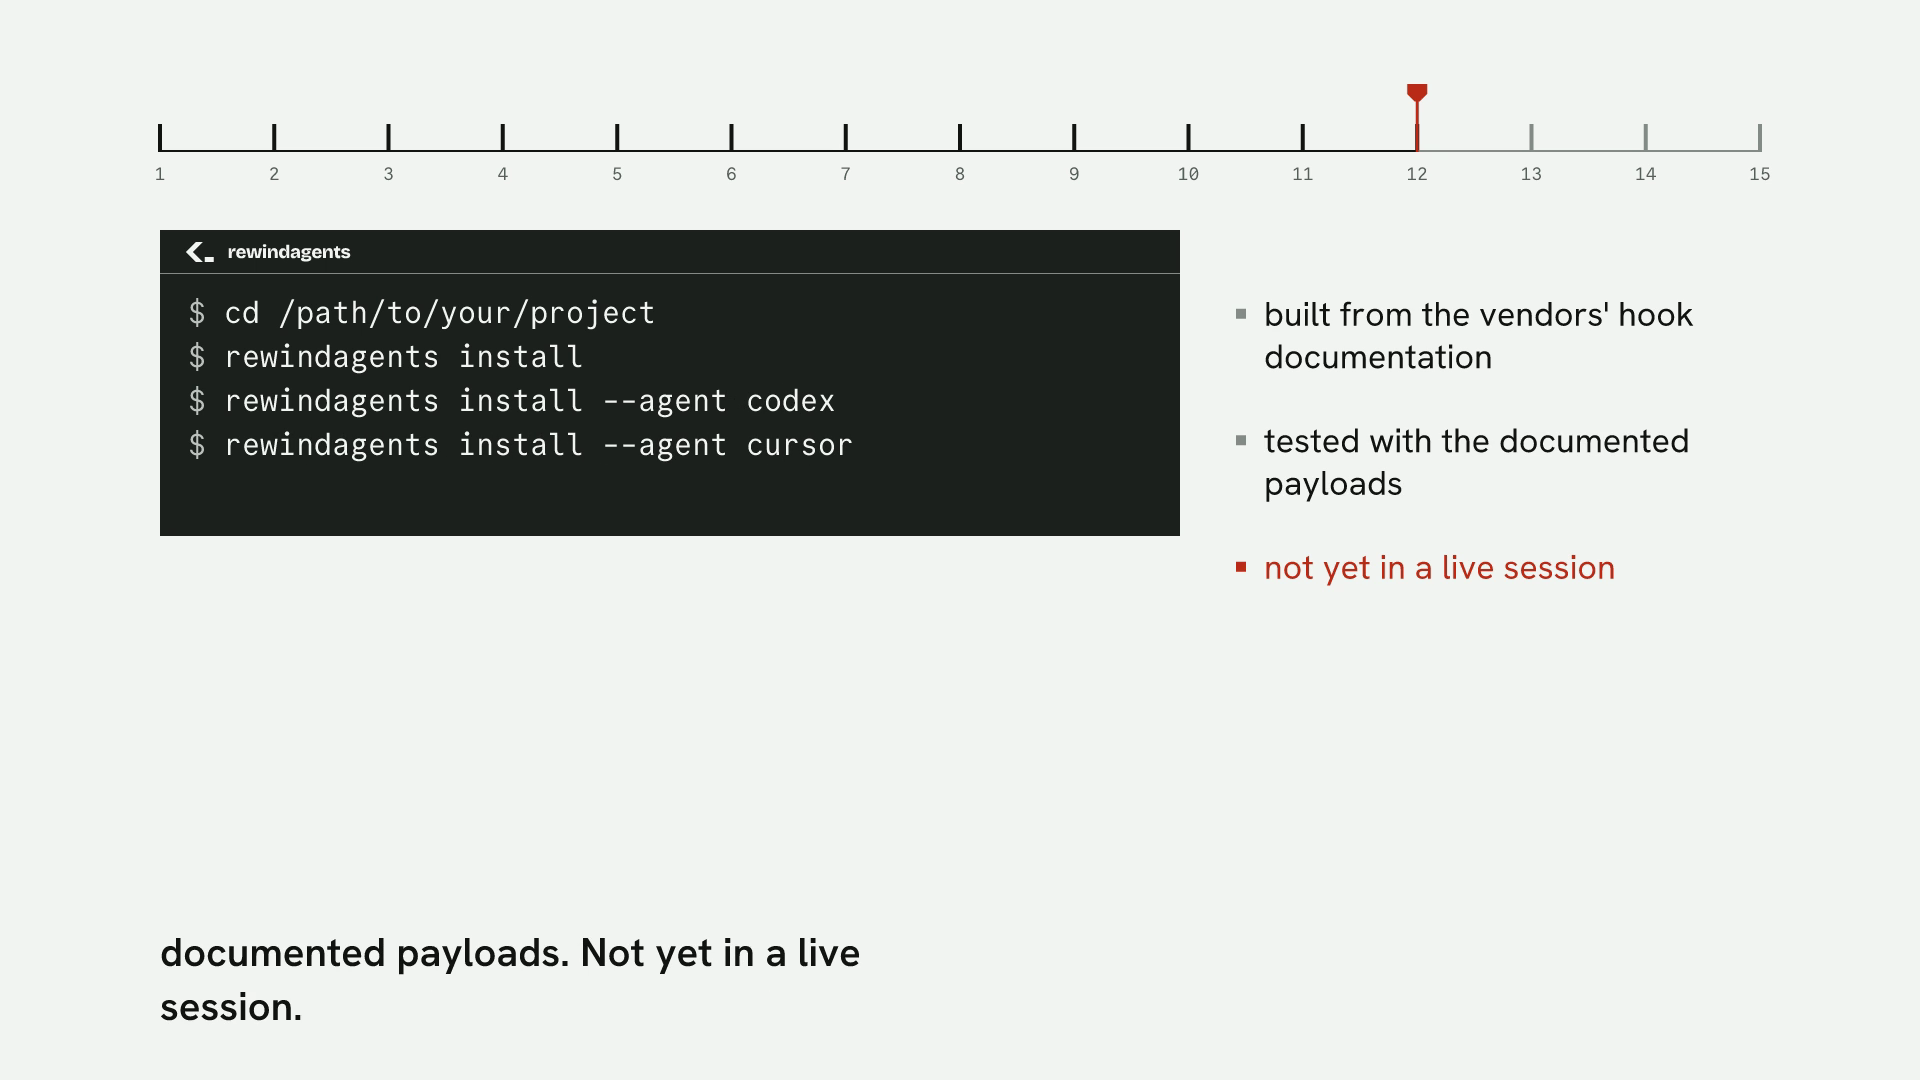 1 2 3 4 5 6 7 8 9 10 11 12 13 14 15
rewindagents
$ cd /path/to/your/project
$ rewindagents install
$ rewindagents install --agent codex
$ rewindagents install --agent cursor
built from the vendors' hook
documentation
tested with the documented
payloads
not yet in a live session
documented payloads. Not yet in a live
session.